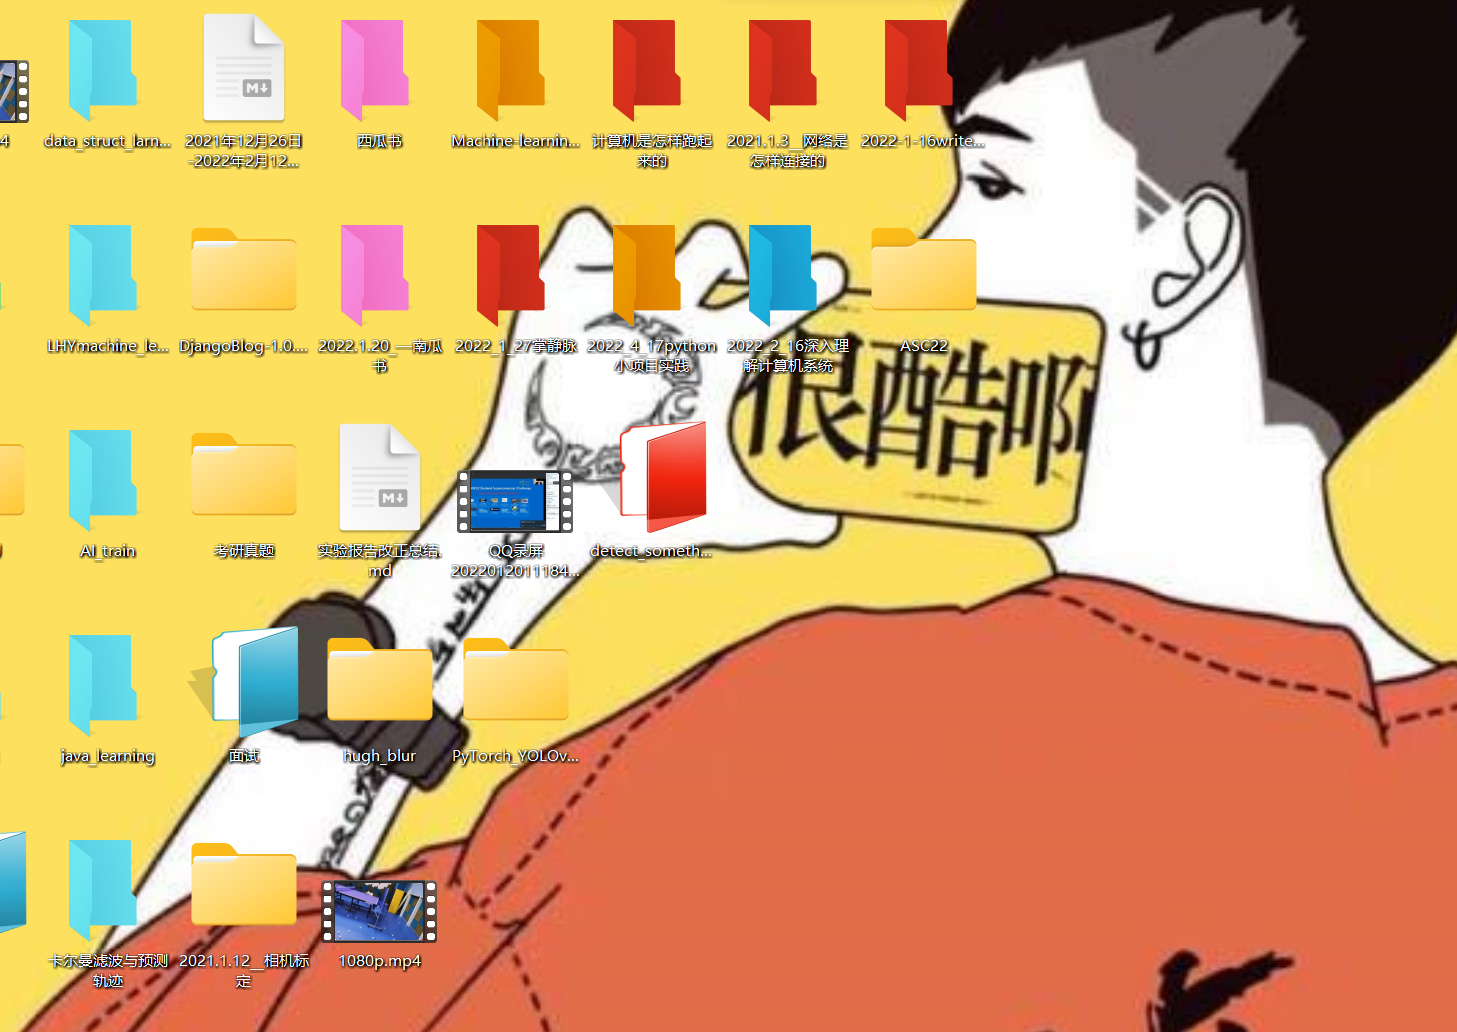 4
data_struct_larn...
2021年12月26日
-2022年2月12...
西瓜书
Machine-learnin...
计算机是怎样跑起
来的
2021.1.3__网络是
怎样连接的
2022-1-16write...
LHYmachine_le...
DjangoBlog-1.0....
2022.1.20_—南瓜
书
2022_1_27掌静脉
2022_4_17python
小项目实践
2022_2_16深入理
解计算机系统
ASC22
很酷啊
AI_train
考研真题
实验报告改正总结.
md
QQ录屏
2022012011184...
detect_someth...
java_learning
面试
hugh_blur
PyTorch_YOLOv...
卡尔曼滤波与预测
轨迹
2021.1.12__相机标
定
1080p.mp4